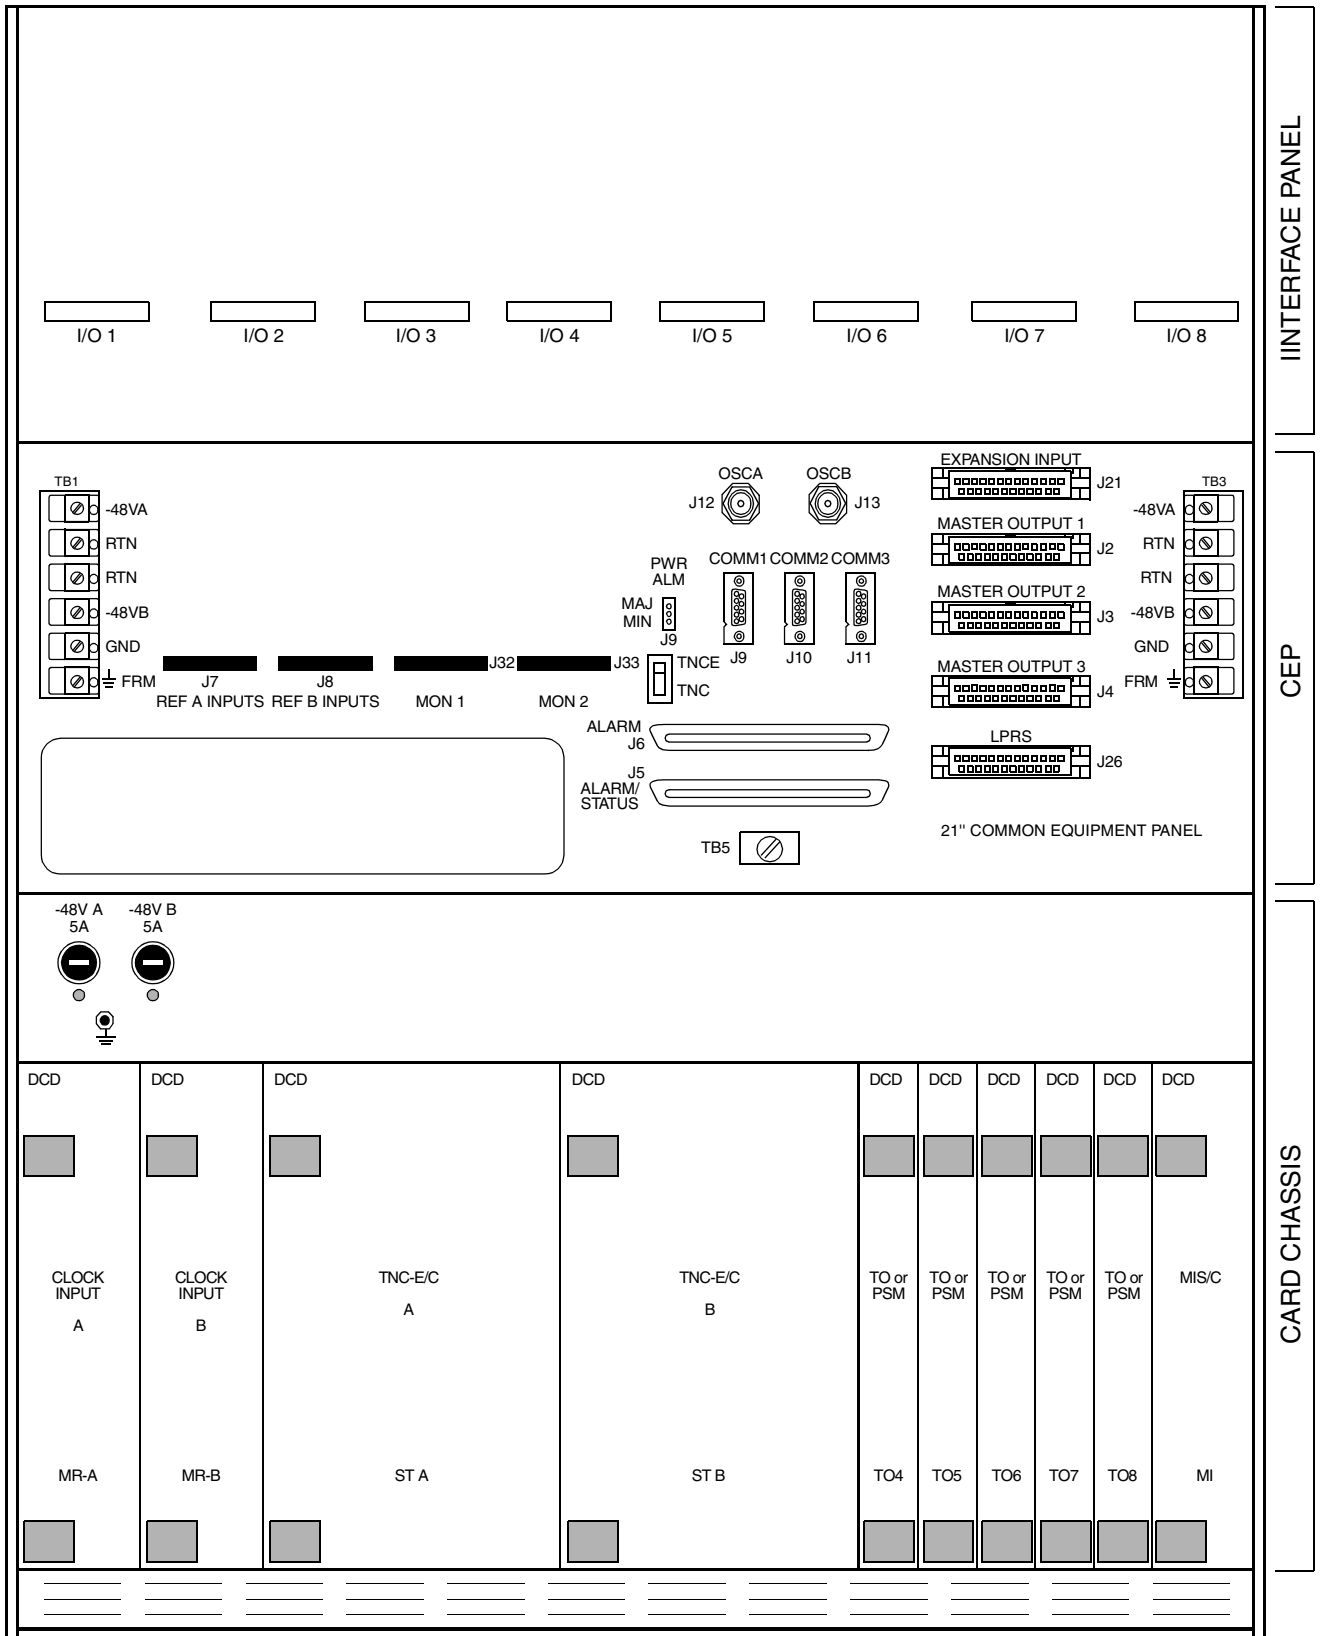 I/O 1
I/O 2
I/O 3
I/O 4
I/O 5
I/O 6
I/O 7
I/O 8
IINTERFACE PANEL
TB1
-48VA
RTN
RTN
-48VB
GND
FRM
J7
REF A INPUTS
J8
REF B INPUTS
J32
MON 1
J33
MON 2
OSCA
J12
OSCB
J13
PWR
ALM
MAJ
MIN
J9
COMM1
J9
COMM2
J10
COMM3
J11
TNCE
TNC
ALARM
J6
J5
ALARM/
STATUS
TB5
EXPANSION INPUT
J21
MASTER OUTPUT 1
J2
MASTER OUTPUT 2
J3
MASTER OUTPUT 3
J4
LPRS
J26
21" COMMON EQUIPMENT PANEL
TB3
-48VA
RTN
RTN
-48VB
GND
FRM
CEP
-48V A
5A
-48V B
5A
DCD
CLOCK
INPUT
A
MR-A
DCD
CLOCK
INPUT
B
MR-B
DCD
TNC-E/C
A
ST A
DCD
TNC-E/C
B
ST B
DCD
TO or
PSM
TO4
DCD
TO or
PSM
TO5
DCD
TO or
PSM
TO6
DCD
TO or
PSM
TO7
DCD
TO or
PSM
TO8
DCD
MIS/C
MI
CARD CHASSIS